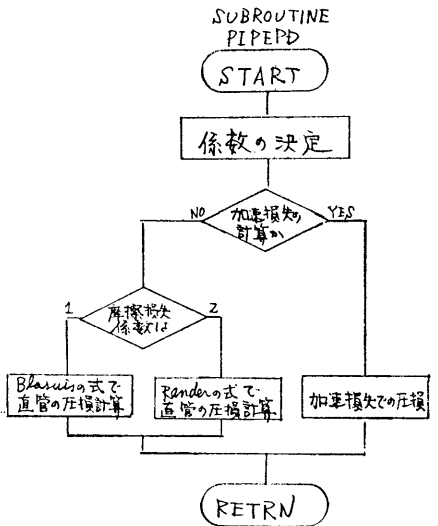 SUBROUTINE
PIPEPD
START
係数の決定
加速損失の
計算か
NO
YES
摩擦損失
係数は
1
2
Blasuisの式で
直管の圧損計算
Randerの式で
直管の圧損計算
加速損失での圧損
RETRN